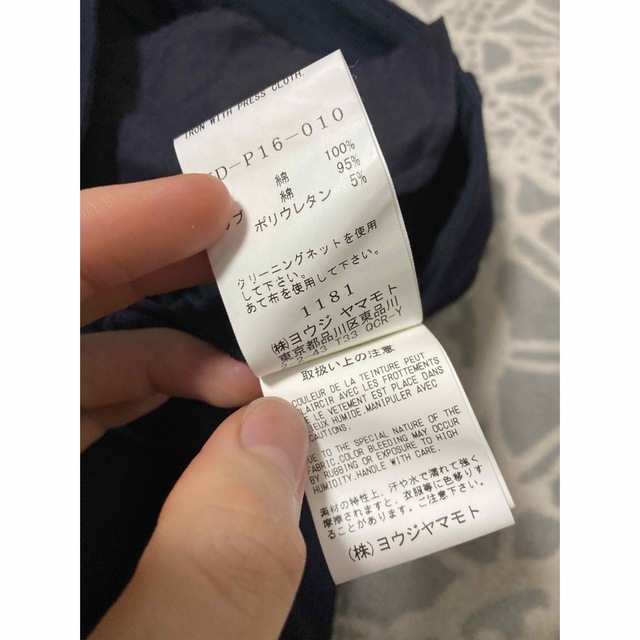 IRON WITH PRESS CLOTH.
D-P16-010
綿 100%
綿 95%
ポリウレタン 5%
クリーニングネットを使用
して下さい。
あて布を使用して下さい。
1181
㈱ヨウジ ヤマモト
東京都品川区東品川
2-2-43 T33 OCR-Y
取扱い上の注意
COULEUR DE LA TEINTURE PEUT
AVEC LES FROTTEMENTS
LE VETEMENT EST PLACE DANS
HUMIDE.MANIPULER AVEC
TO THE SPECIAL NATURE OF THE
FABRIC,COLOR BLEEDING MAY OCCUR
BY RUBBING OR EXPOSURE TO HIGH
HUMIDITY.HANDLE WITH CARE.
素材の特性上、汗や水で濡れて強く
摩擦されますと、衣服等に色移りす
ることがあります。ご注意下さい。
(株)ヨウジヤマモト